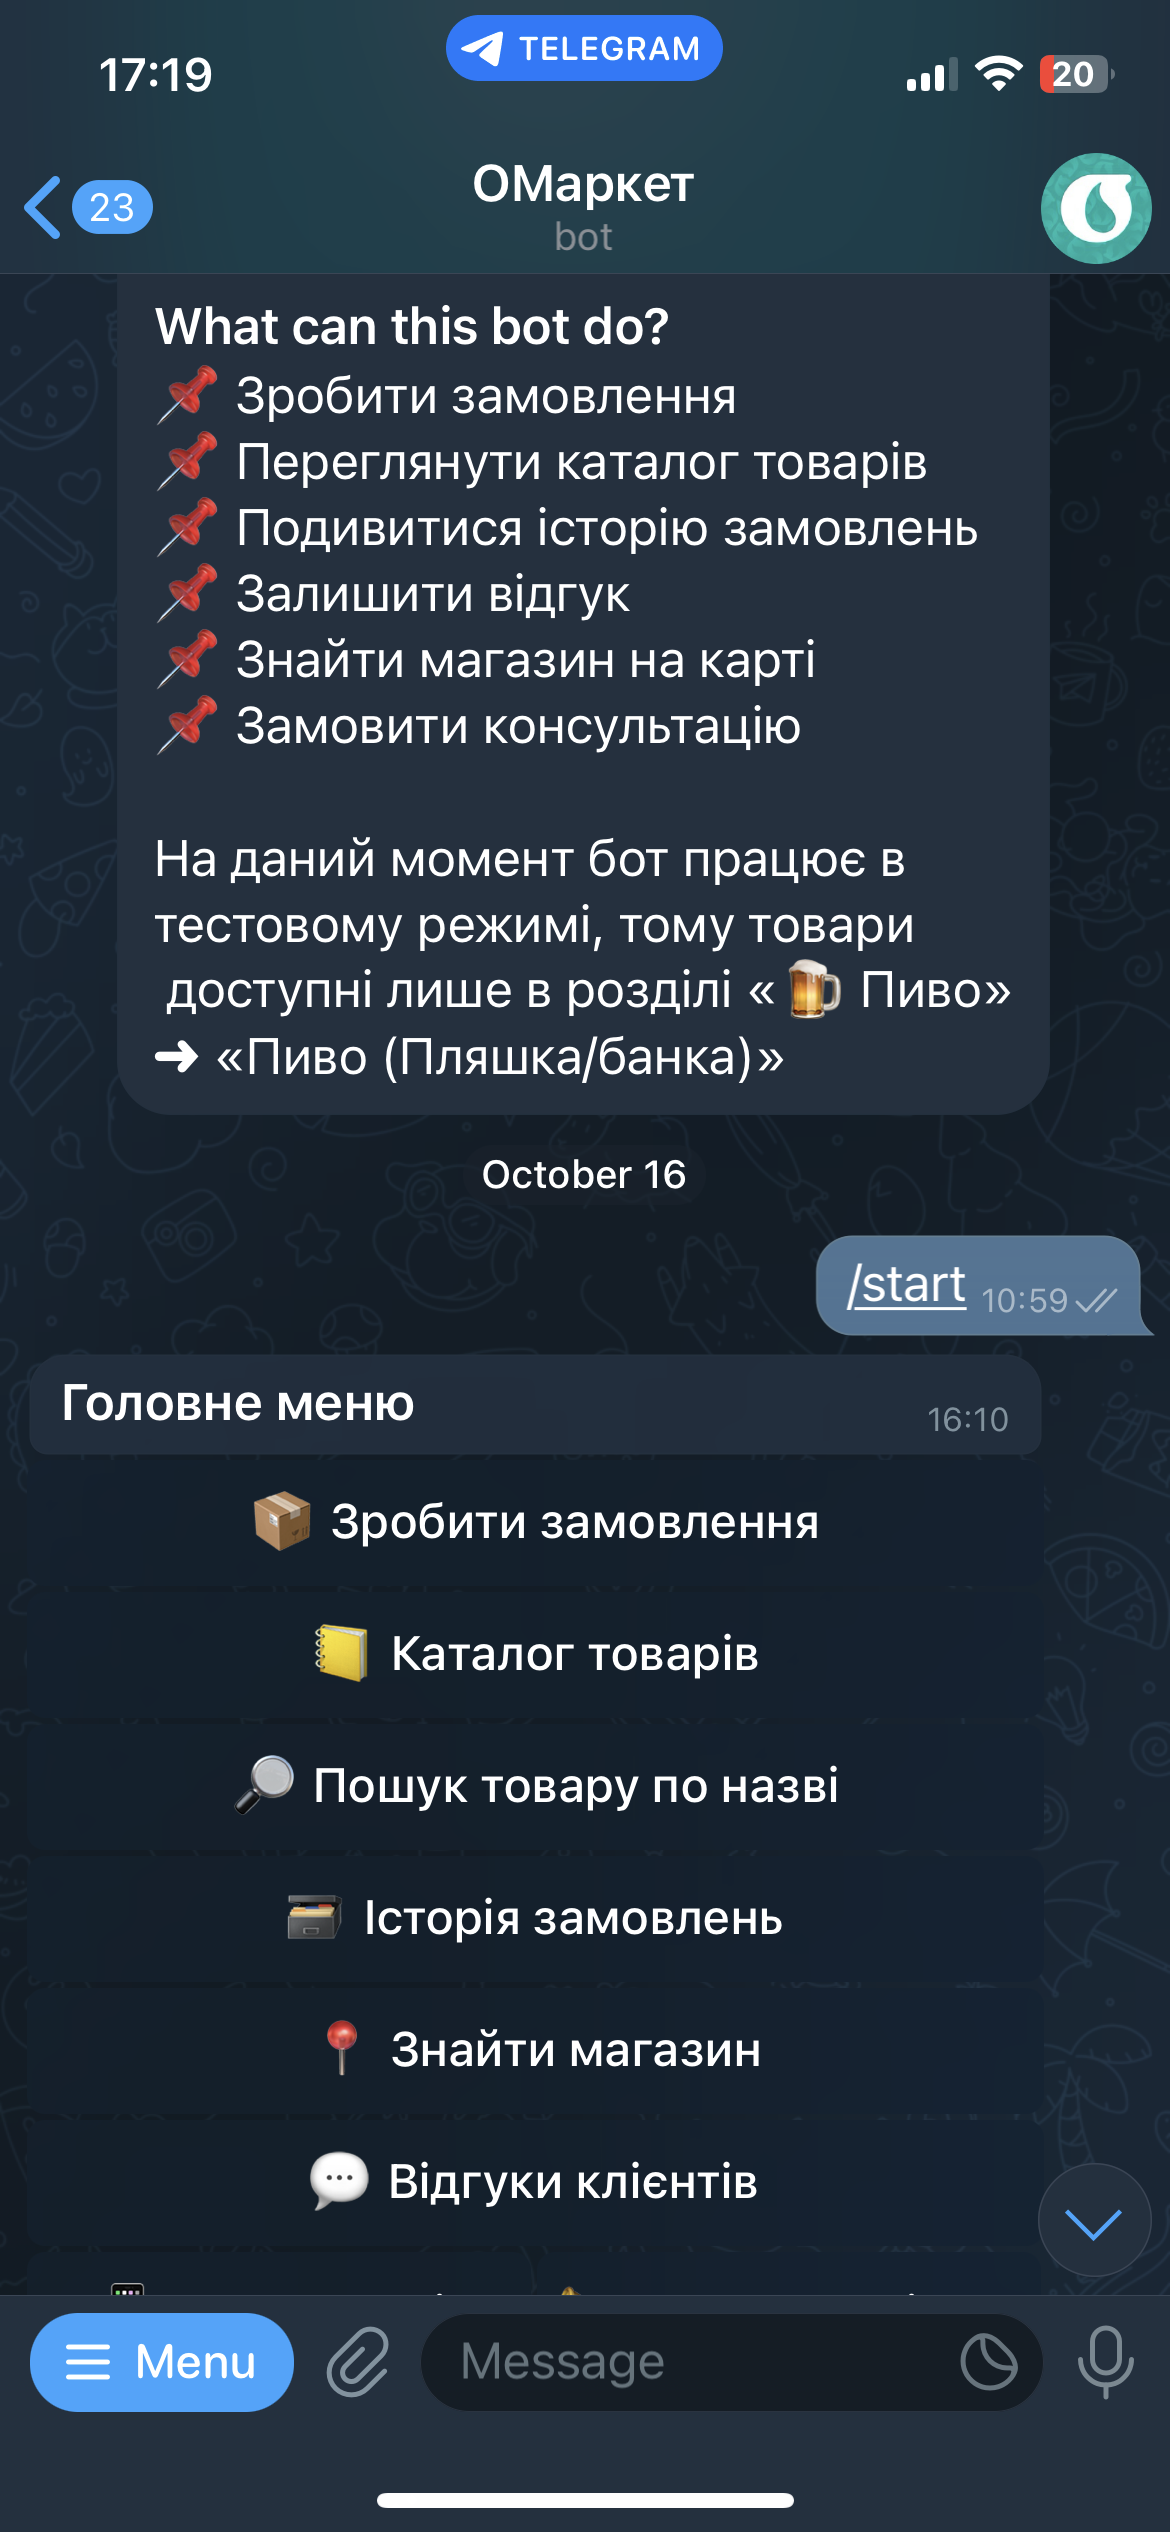 17:19
TELEGRAM
20
23
ОМаркет
bot
What can this bot do?
📌 Зробити замовлення
📌 Переглянути каталог товарів
📌 Подивитися історію замовлень
📌 Залишити відгук
📌 Знайти магазин на карті
📌 Замовити консультацію
На даний момент бот працює в
тестовому режимі, тому товари
доступні лише в розділі «🍺 Пиво»
➜ «Пиво (Пляшка/банка)»
October 16
/start 10:59
Головне меню
16:10
📦 Зробити замовлення
📒 Каталог товарів
🔎 Пошук товару по назві
🗃 Історія замовлень
📍 Знайти магазин
💬 Відгуки клієнтів
Menu
Message